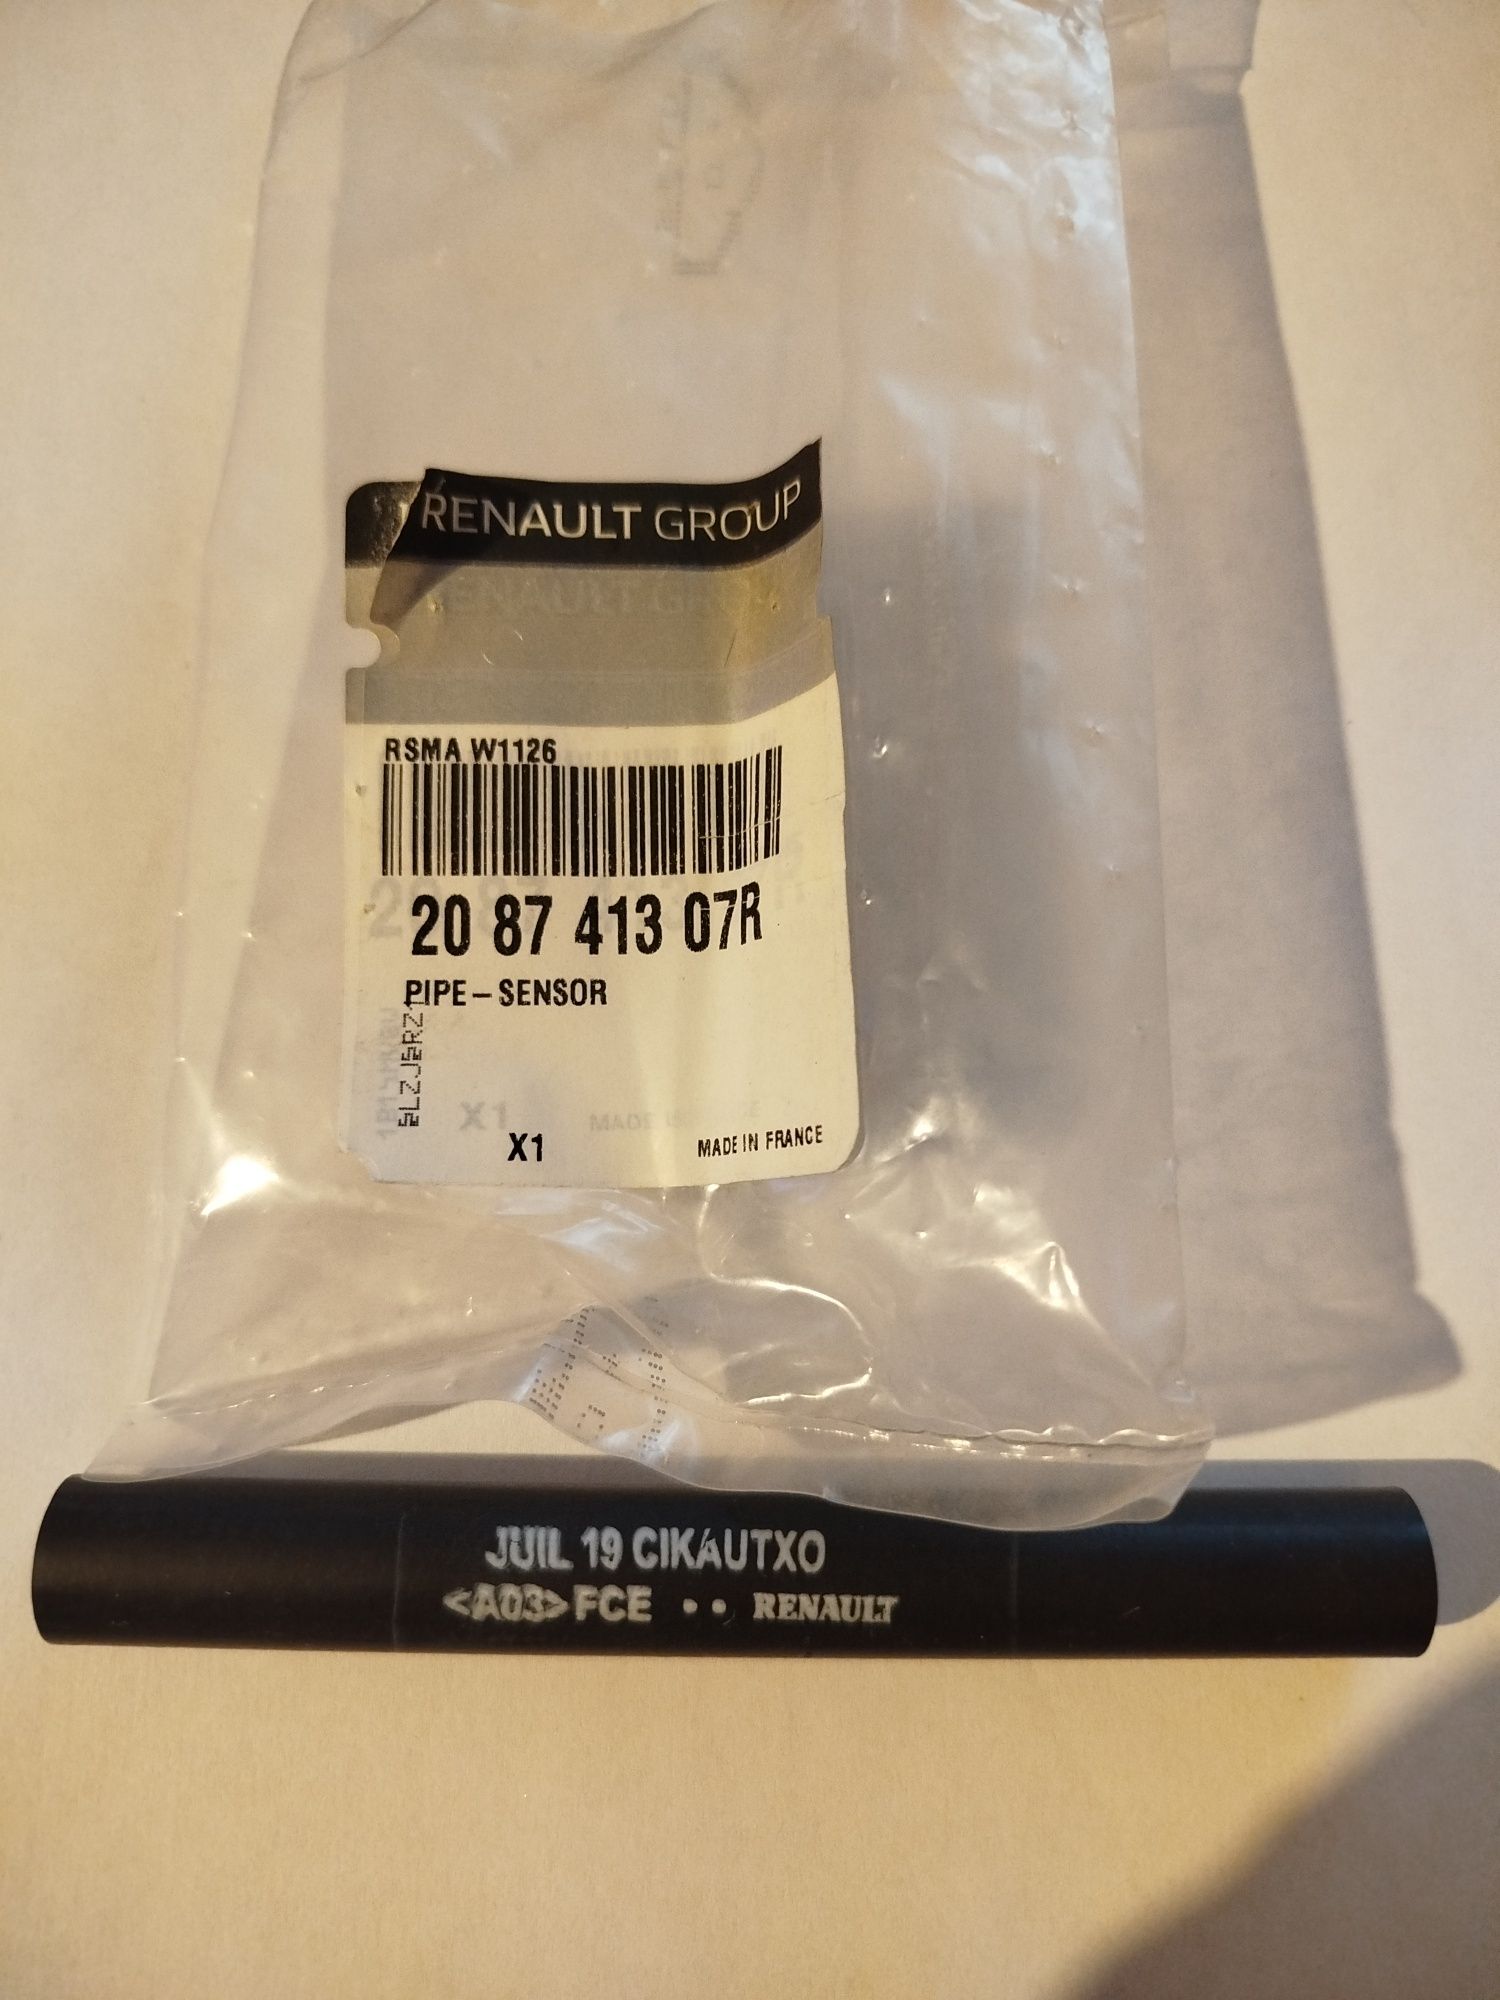 RENAULT GROUP
RSMA W1126
20 87 413 07R
PIPE-SENSOR
X1
MADE IN FRANCE
JUIL 19 CIKAUTXO
<A03> FCE •• RENAULT